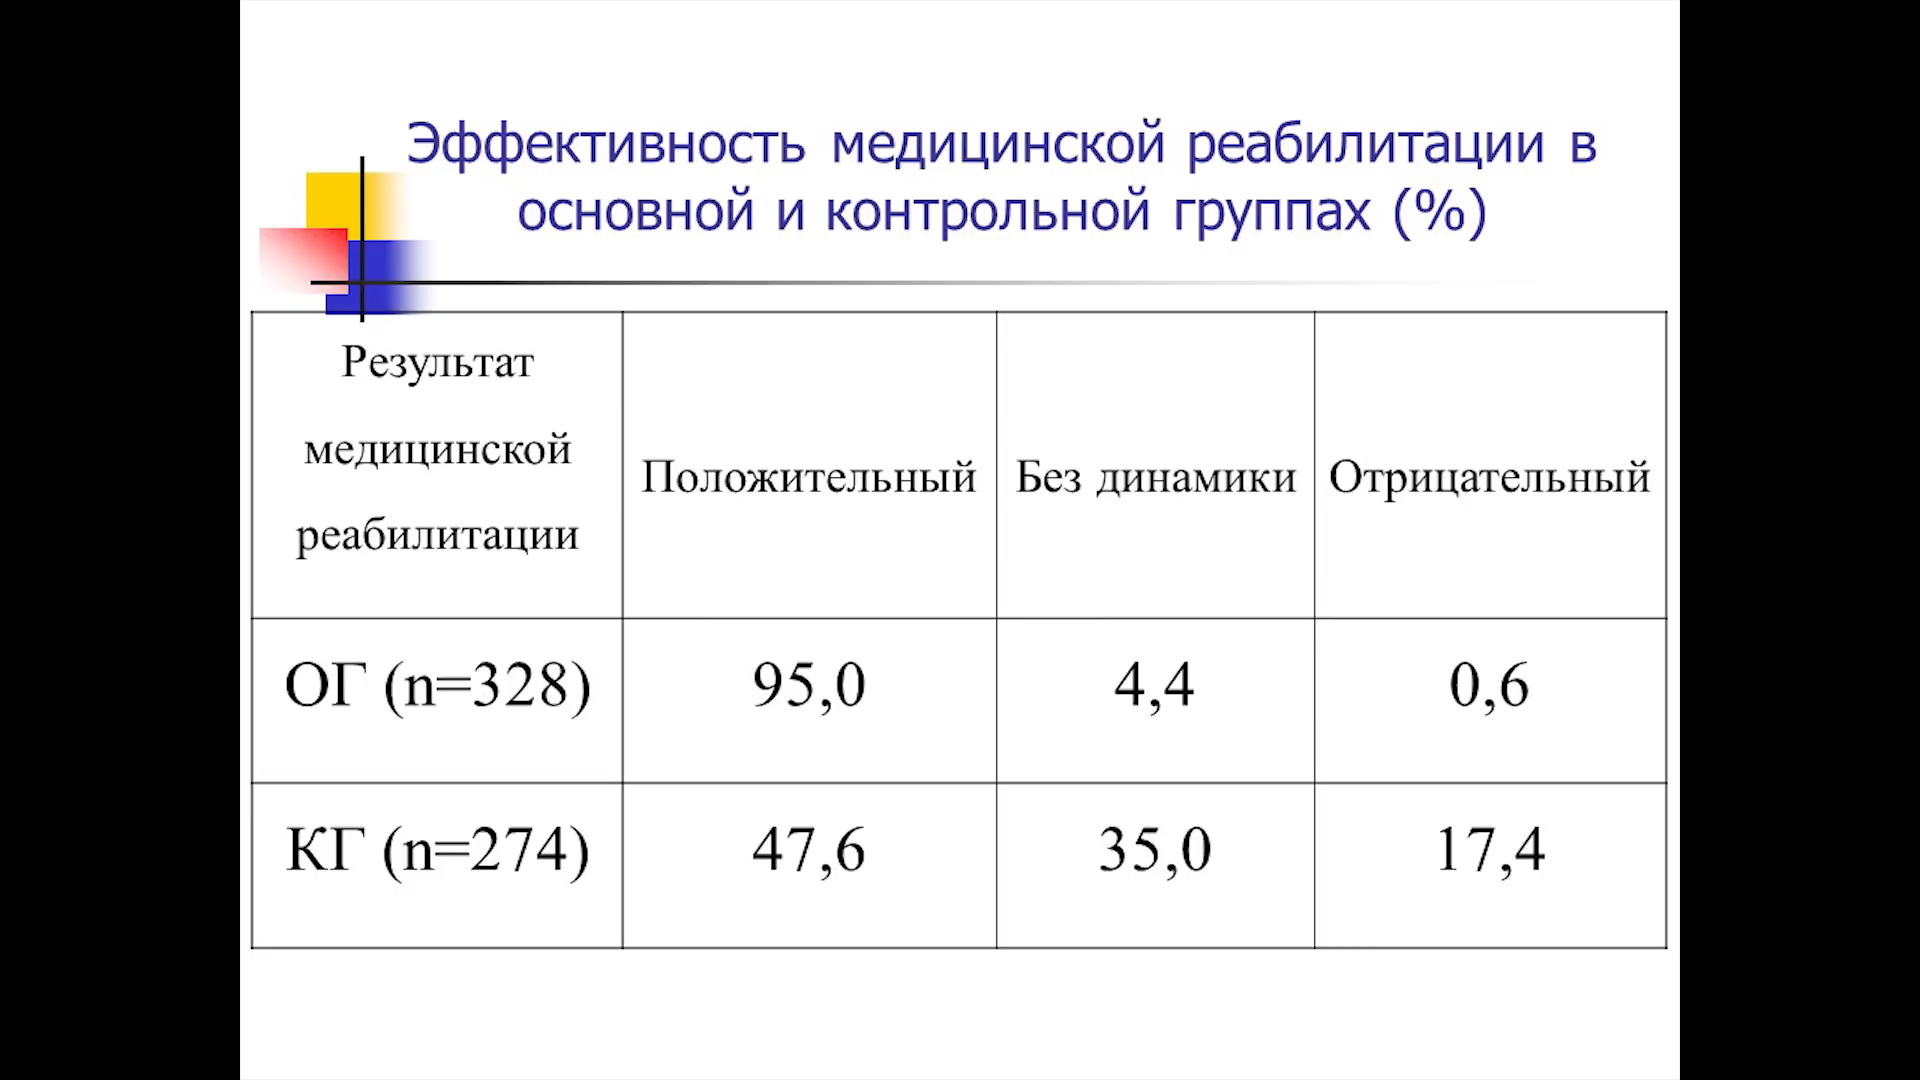 Эффективность медицинской реабилитации в
основной и контрольной группах (%)
Результат
медицинской
реабилитации
Положительный
Без динамики
Отрицательный
ОГ (n=328)
95,0
4,4
0,6
КГ (n=274)
47,6
35,0
17,4